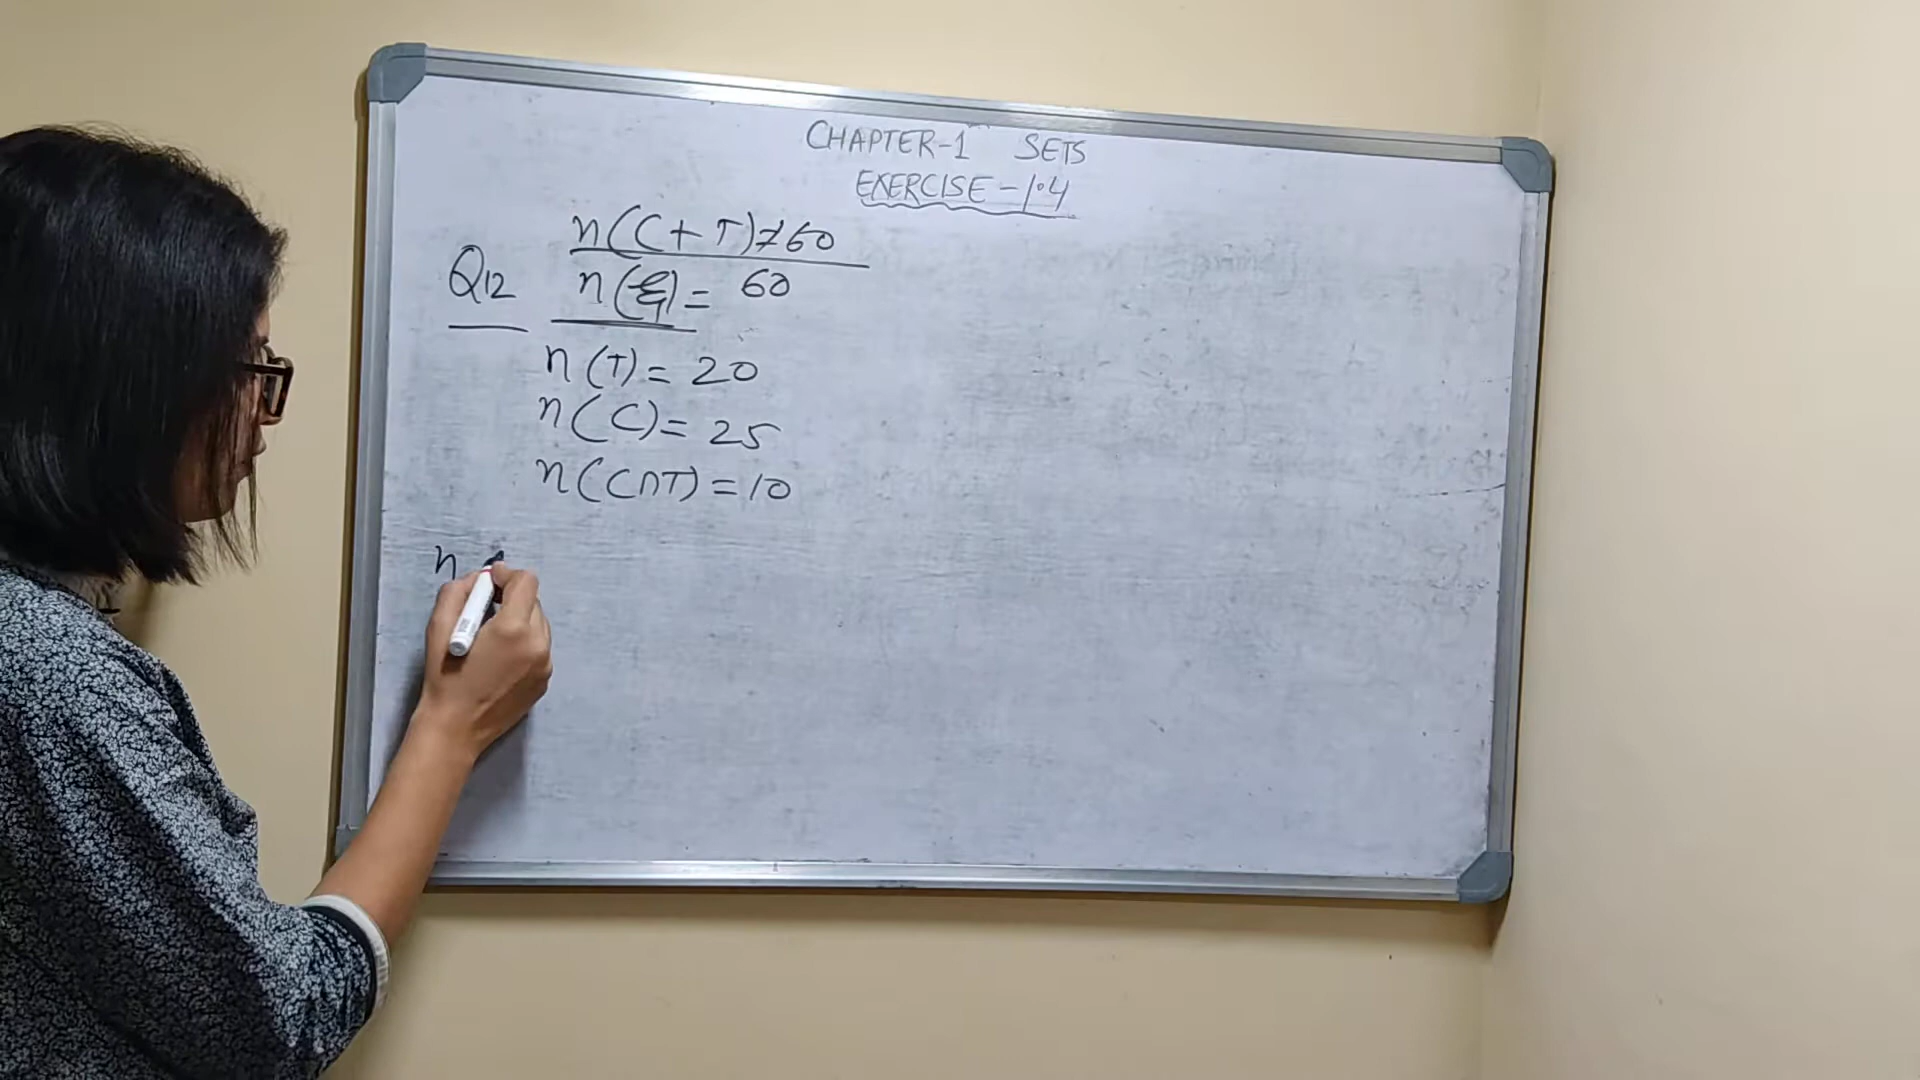 CHAPTER-1 SETS
EXERCISE-1.4
n(C+T)≠60
Q12 n(ξ)= 60
n(T)= 20
n(C)= 25
n(C∩T)=10
n